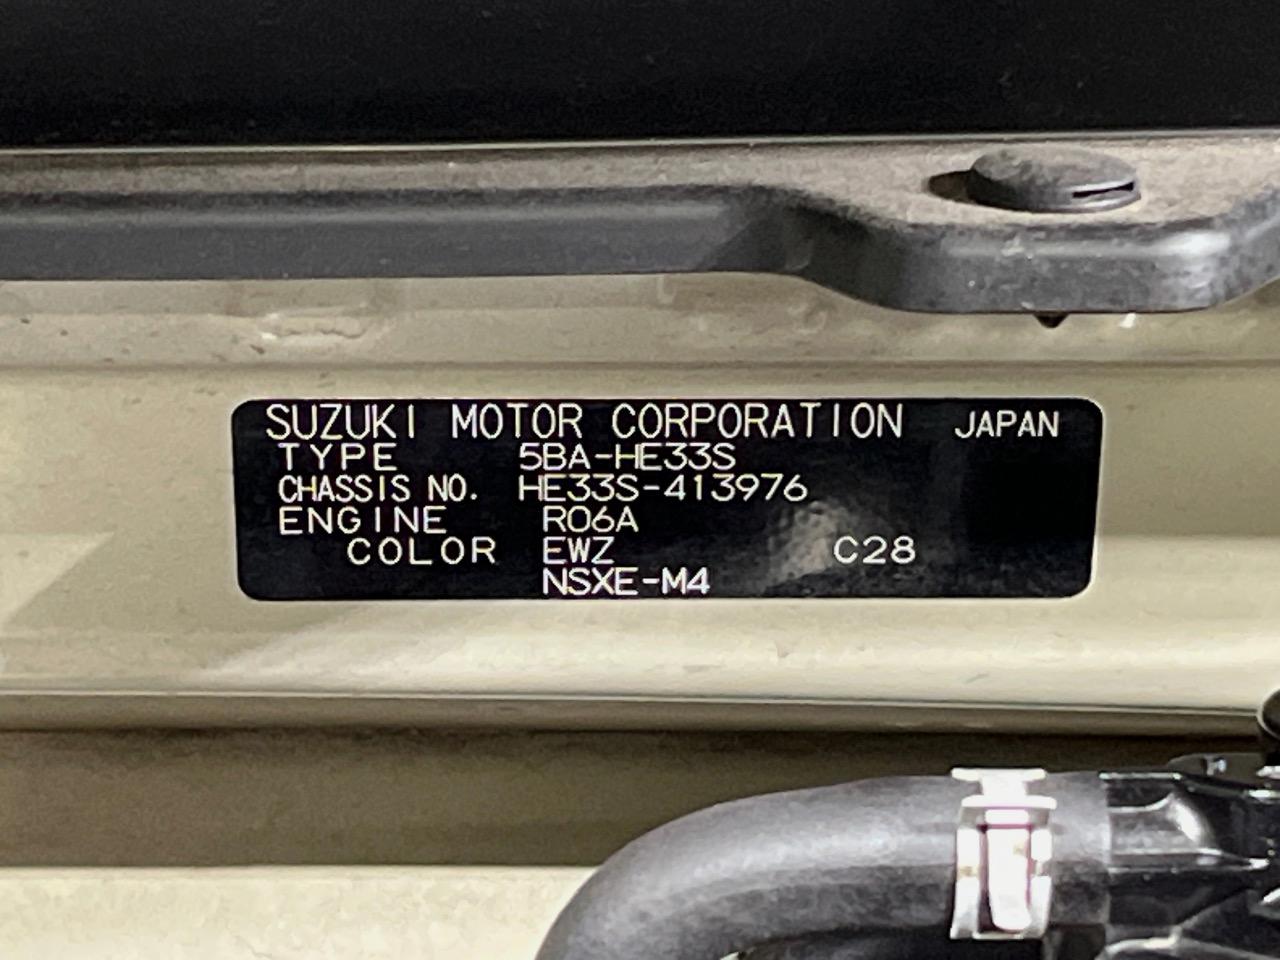 SUZUKI MOTOR CORPORATION JAPAN
TYPE 5BA-HE33S
CHASSIS NO. HE33S-413976
ENGINE R06A
COLOR EWZ C28
NSXE-M4